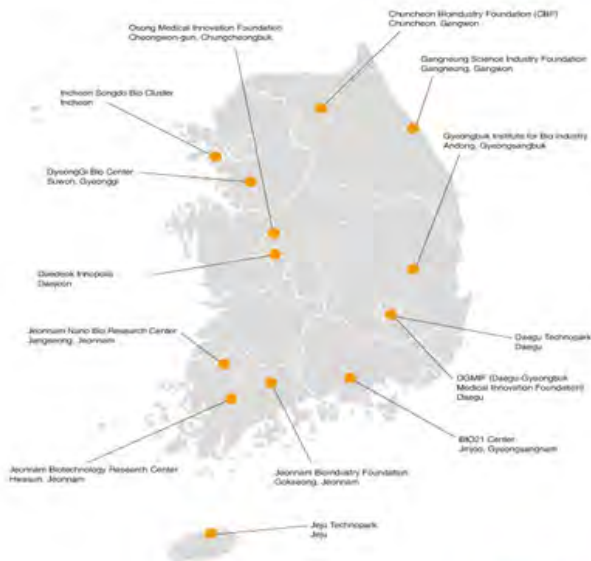 Chuncheon Bioindustry Foundation (CBF)
Chuncheon, Gangwon
Osong Medical Innovation Foundation
Cheongwon-gun, Chungcheongbuk
Gangneung Science Industry Foundation
Gangneung, Gangwon
Incheon Songdo Bio Cluster
Incheon
Gyeongbuk Institute for Bio Industry
Andong, Gyeongsangbuk
GyeongGi Bio Center
Suwon, Gyeonggi
Daedeok Innopolis
Daejeon
Jeonnam Nano Bio Research Center
Jangseong, Jeonnam
Daegu Technopark
Daegu
DGMIF (Daegu-Gyeongbuk
Medical Innovation Foundation)
Daegu
BIO21 Center
Jinjoo, Gyeongsangnam
Jeonnam Biotechnology Research Center
Hwasun, Jeonnam
Jeonnam Bioindustry Foundation
Gokseong, Jeonnam
Jeju Technopark
Jeju